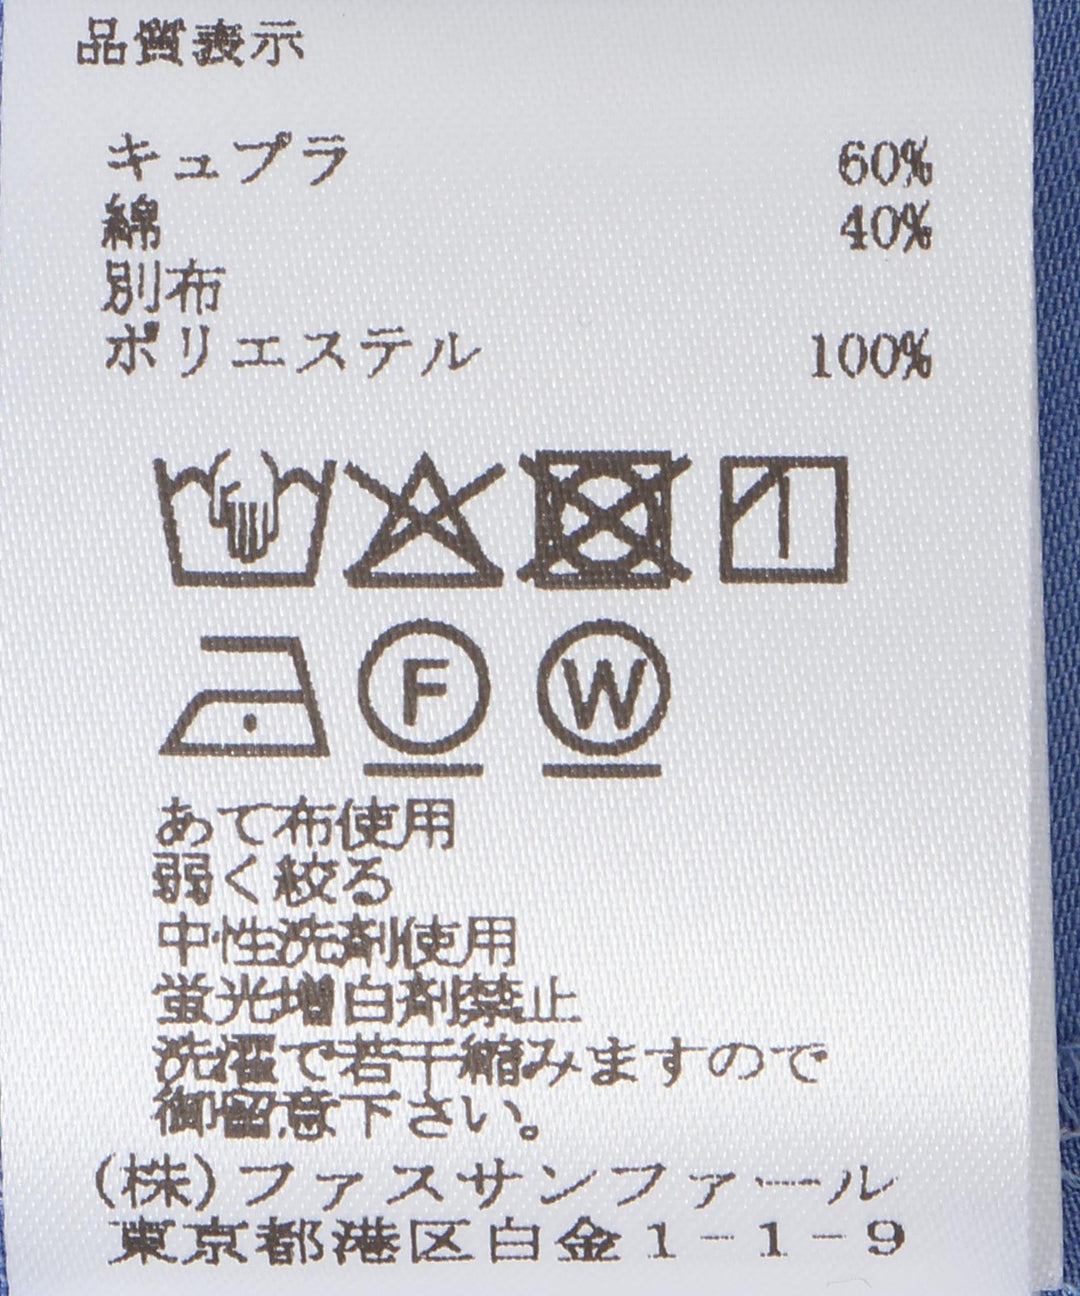 品質表示
キュプラ 60%
綿 40%
別布
ポリエステル 100%
F W
あて布使用
弱く絞る
中性洗剤使用
蛍光増白剤禁止
洗濯で若干縮みますので
御留意下さい。
(株)ファスサンファール
東京都港区白金1-1-9